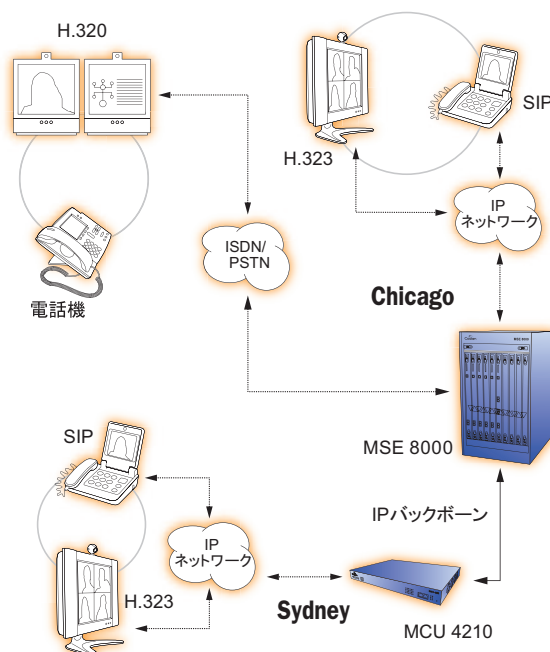 H.320
SIP
H.323
IP
ネットワーク
ISDN/
PSTN
電話機
Chicago
MSE 8000
SIP
IPバックボーン
IP
ネットワーク
H.323
Sydney
MCU 4210